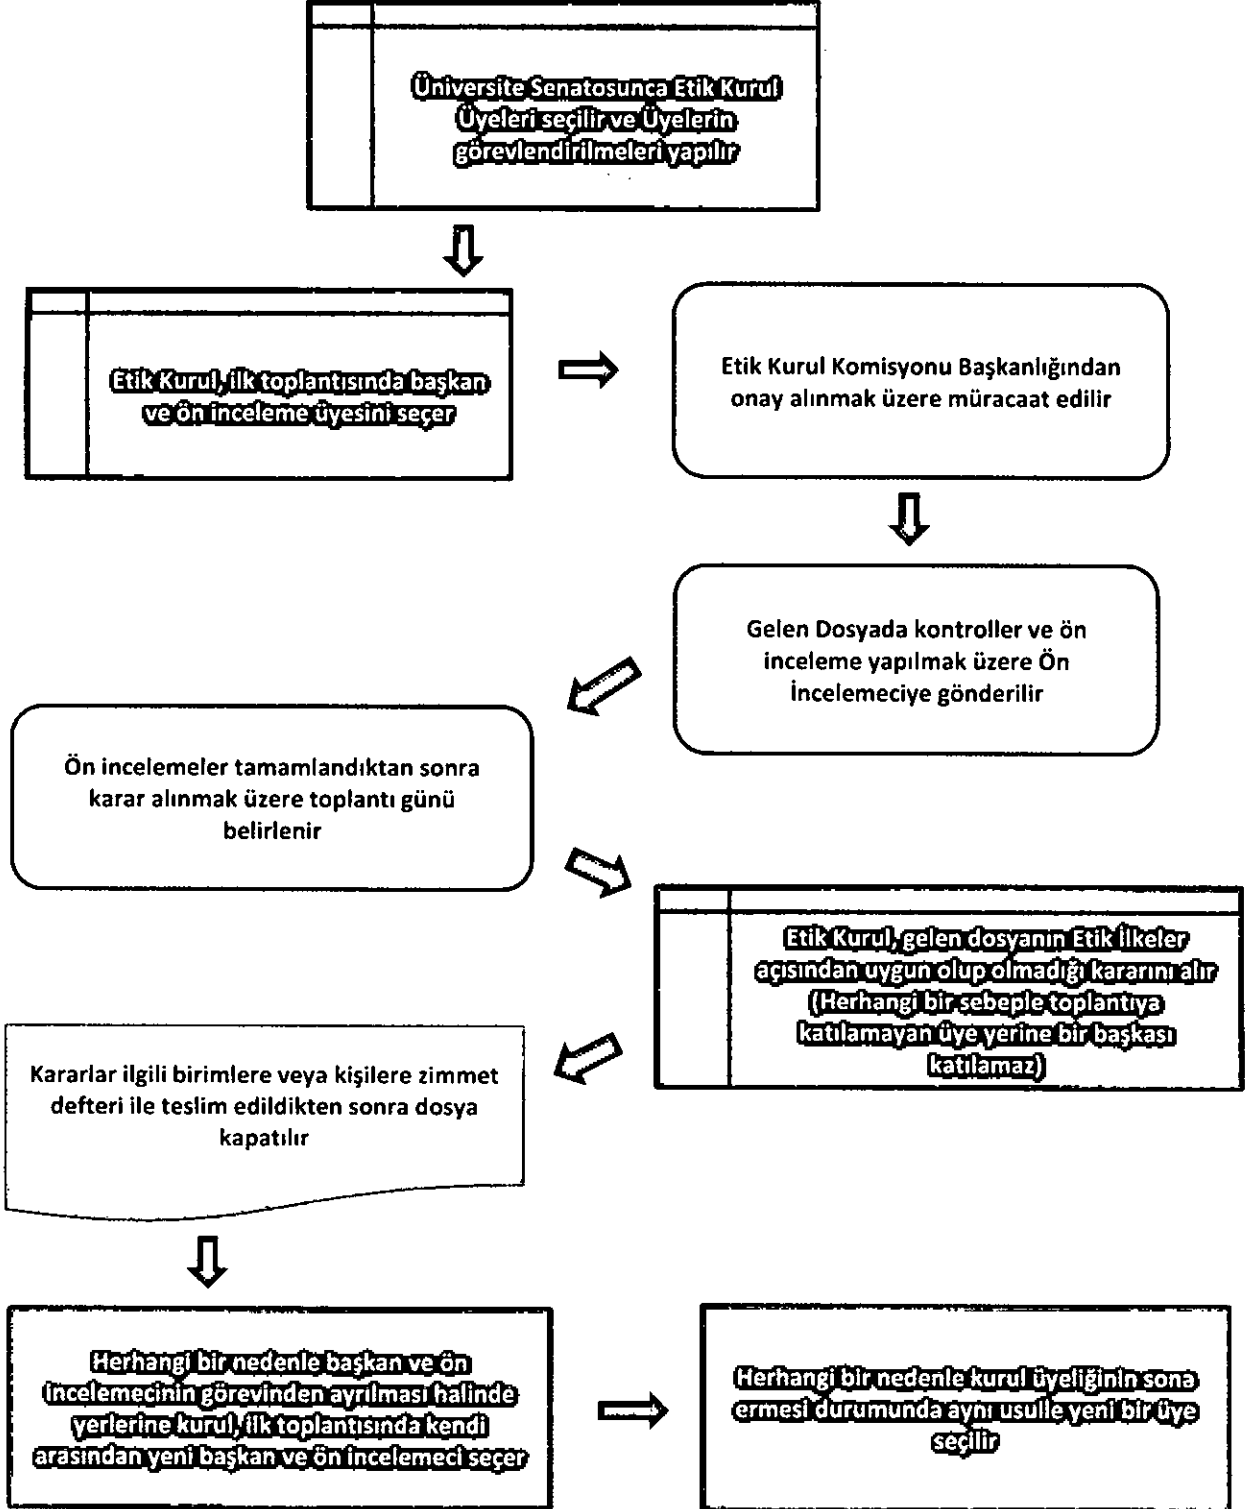 Üniversite Senatosunca Etik Kurul
Üyeleri seçilir ve Üyelerin
görevlendirilmeleri yapılır
Etik Kurul, ilk toplantısında başkan
ve ön inceleme üyesini seçer
Etik Kurul Komisyonu Başkanlığından
onay alınmak üzere müracaat edilir
Gelen Dosyada kontroller ve ön
inceleme yapılmak üzere Ön
İncelemeciye gönderilir
Ön incelemeler tamamlandıktan sonra
karar alınmak üzere toplantı günü
belirlenir
Etik Kurul, gelen dosyanın Etik İlkeler
açısından uygun olup olmadığı kararını alır
(Herhangi bir sebeple toplantıya
katılamayan üye yerine bir başkası
katılamaz)
Kararlar ilgili birimlere veya kişilere zimmet
defteri ile teslim edildikten sonra dosya
kapatılır
Herhangi bir nedenle başkan ve ön
incelemecinin görevinden ayrılması halinde
yerlerine kurul, ilk toplantısında kendi
arasından yeni başkan ve ön incelemeci seçer
Herhangi bir nedenle kurul üyeliğinin sona
ermesi durumunda aynı usulle yeni bir üye
seçilir